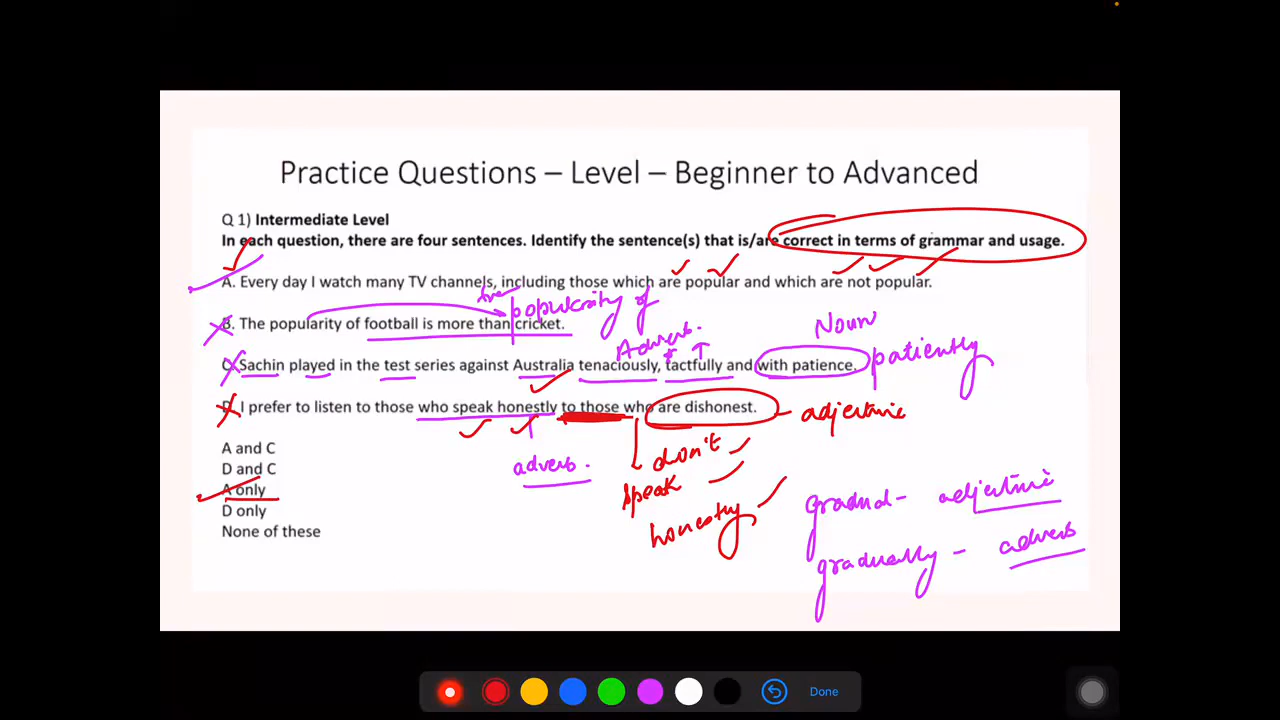 Practice Questions – Level – Beginner to Advanced
Q 1) Intermediate Level
In each question, there are four sentences. Identify the sentence(s) that is/are correct in terms of grammar and usage.
A. Every day I watch many TV channels, including those which are popular and which are not popular.
popularity of
B. The popularity of football is more than cricket.
Noun
Adverb.
patiently
C. Sachin played in the test series against Australia tenaciously, tactfully and with patience.
D. I prefer to listen to those who speak honestly to those who are dishonest.
adjective
A and C
don't
D and C
adverb.
A only
speak
gradual - adjective
D only
honestly
None of these
gradually - adverb
Done